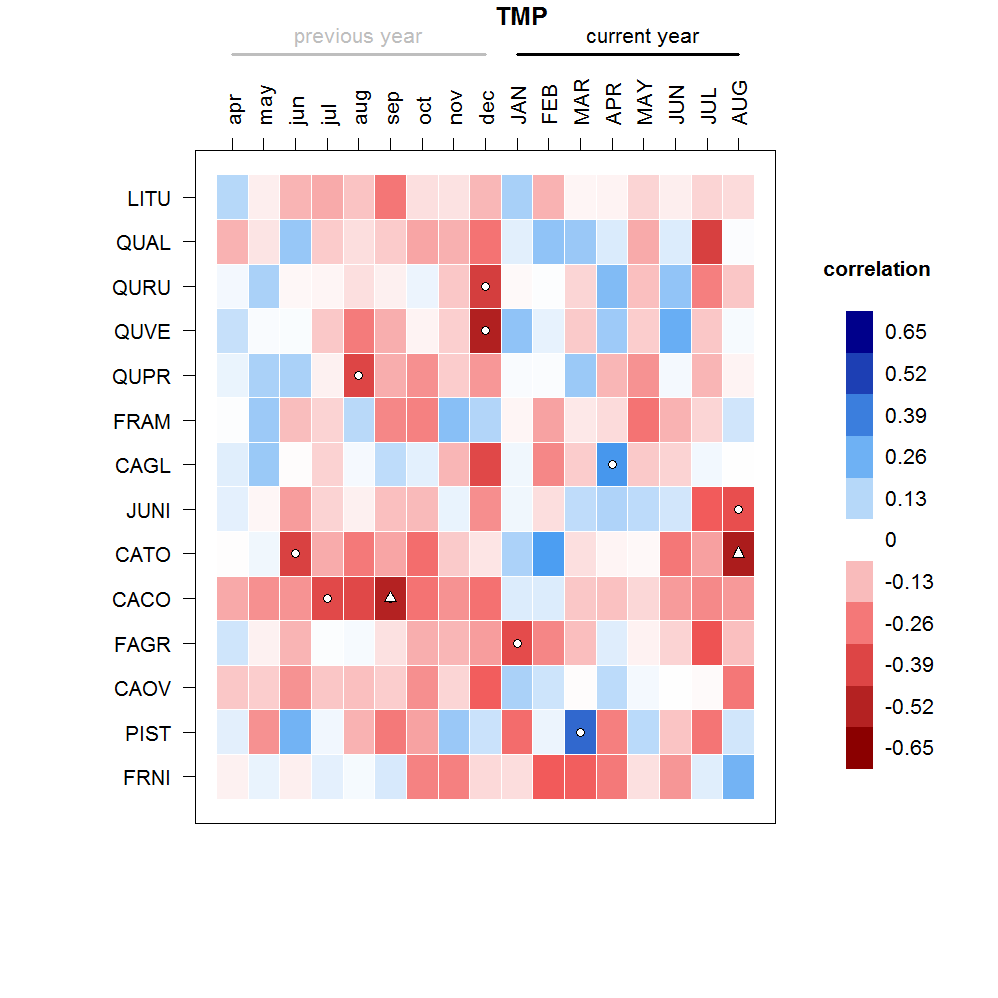 TMP
previous year current year
apr may jun jul aug sep oct nov dec JAN FEB MAR APR MAY JUN JUL AUG
LITU
QUAL
QURU
QUVE
QUPR
FRAM
CAGL
JUNI
CATO
CACO
FAGR
CAOV
PIST
FRNI
correlation
0.65
0.52
0.39
0.26
0.13
0
-0.13
-0.26
-0.39
-0.52
-0.65